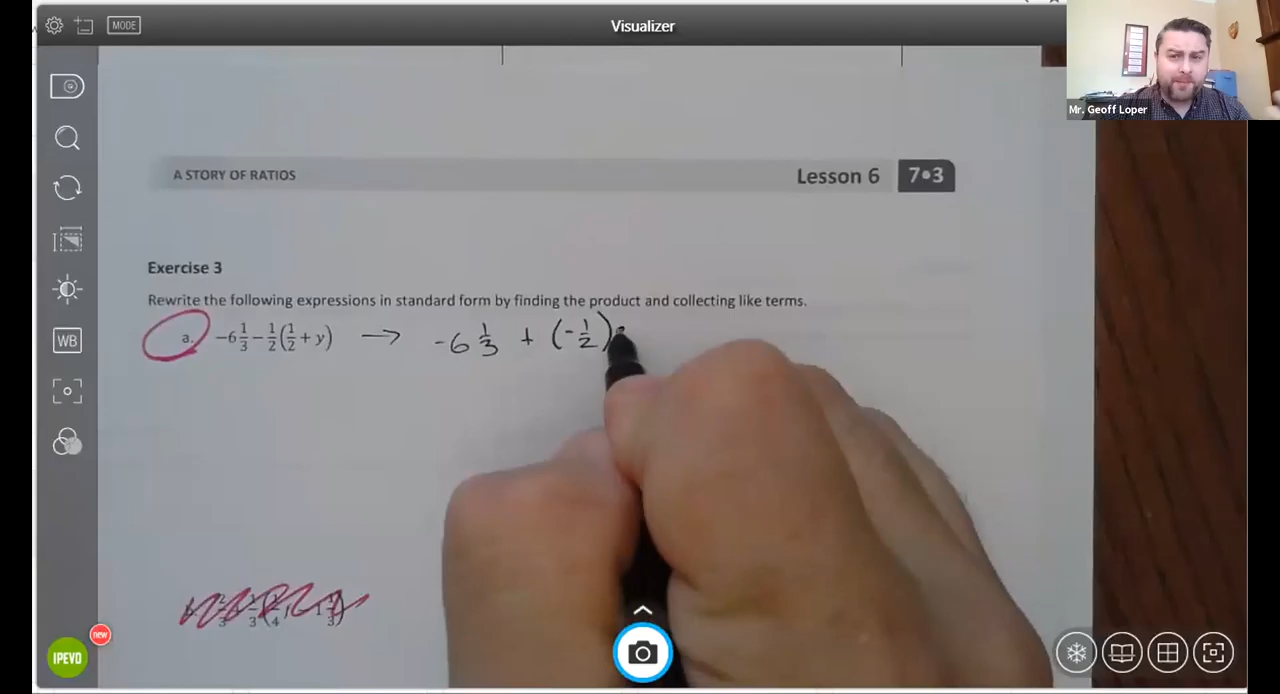 MODE
Visualizer
Mr. Geoff Loper
A STORY OF RATIOS
Lesson 6 7•3
Exercise 3
Rewrite the following expressions in standard form by finding the product and collecting like terms.
a. −6 1/3 − 1/2 (1/2 + y) → -6 1/3 + (-1/2)
WB
new
IPEVO